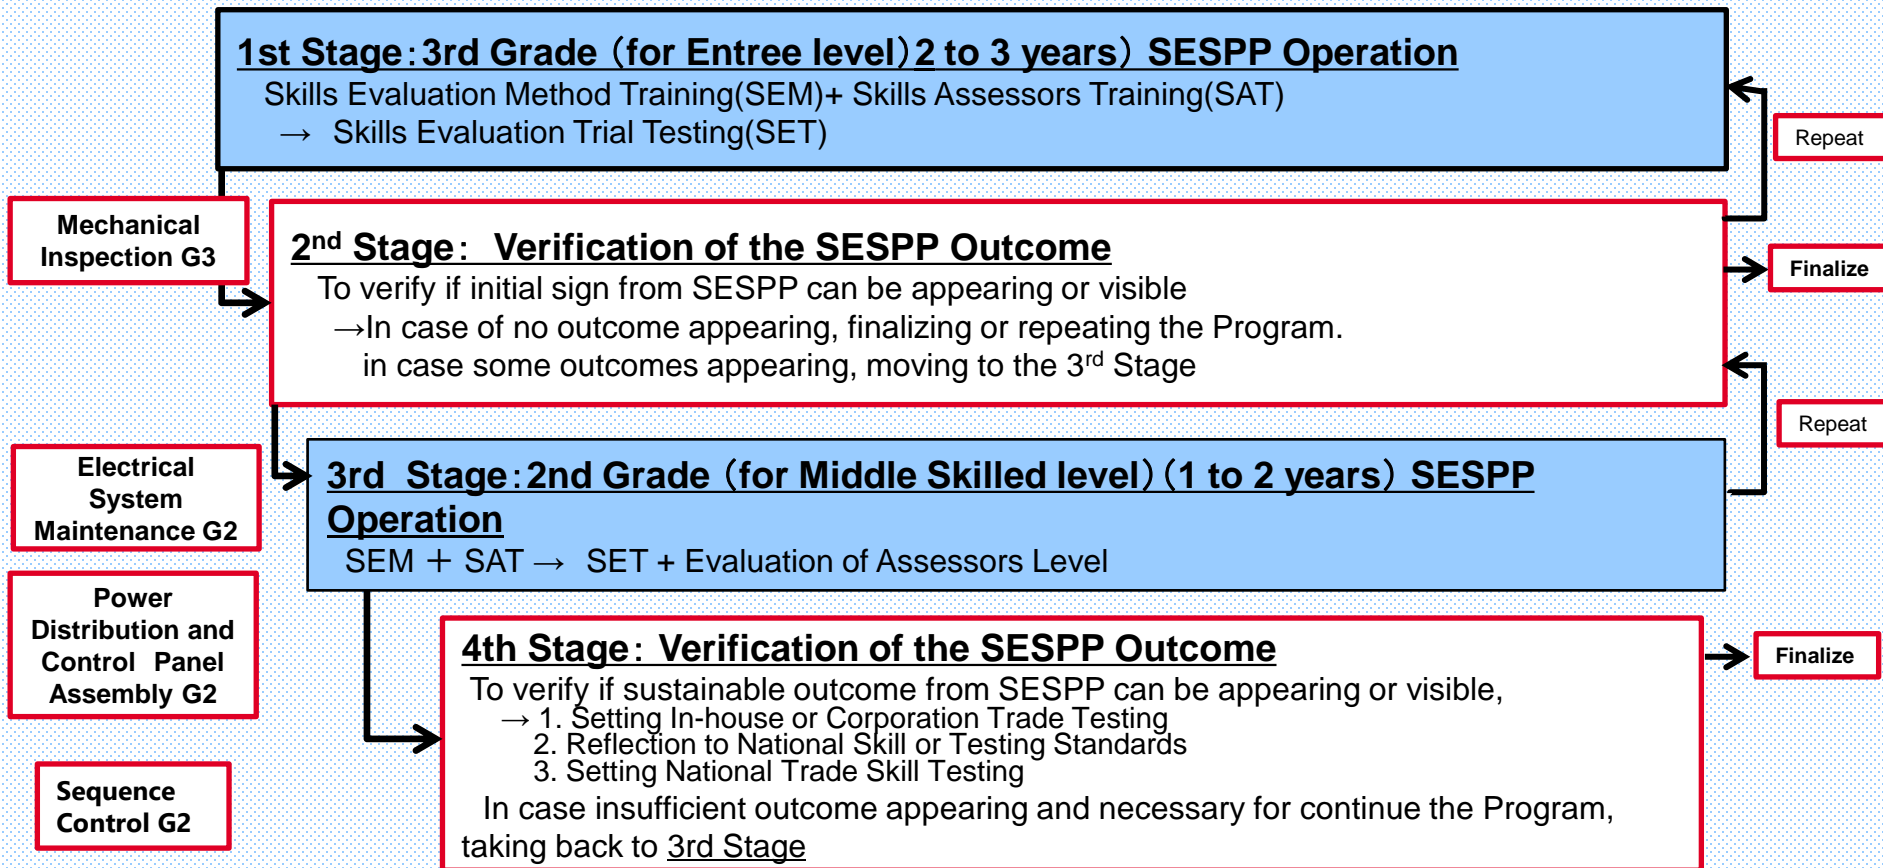 1st Stage：3rd Grade （for Entree level）2 to 3 years） SESPP Operation
Skills Evaluation Method Training(SEM)+ Skills Assessors Training(SAT)
→ Skills Evaluation Trial Testing(SET)
Repeat
Mechanical
Inspection G3
2nd Stage： Verification of the SESPP Outcome
To verify if initial sign from SESPP can be appearing or visible
→In case of no outcome appearing, finalizing or repeating the Program.
in case some outcomes appearing, moving to the 3rd Stage
Finalize
Repeat
Electrical
System
Maintenance G2
3rd Stage：2nd Grade （for Middle Skilled level）（1 to 2 years） SESPP
Operation
SEM ＋ SAT → SET + Evaluation of Assessors Level
Power
Distribution and
Control Panel
Assembly G2
4th Stage： Verification of the SESPP Outcome
To verify if sustainable outcome from SESPP can be appearing or visible,
→ 1. Setting In-house or Corporation Trade Testing
2. Reflection to National Skill or Testing Standards
3. Setting National Trade Skill Testing
In case insufficient outcome appearing and necessary for continue the Program,
taking back to 3rd Stage
Finalize
Sequence
Control G2